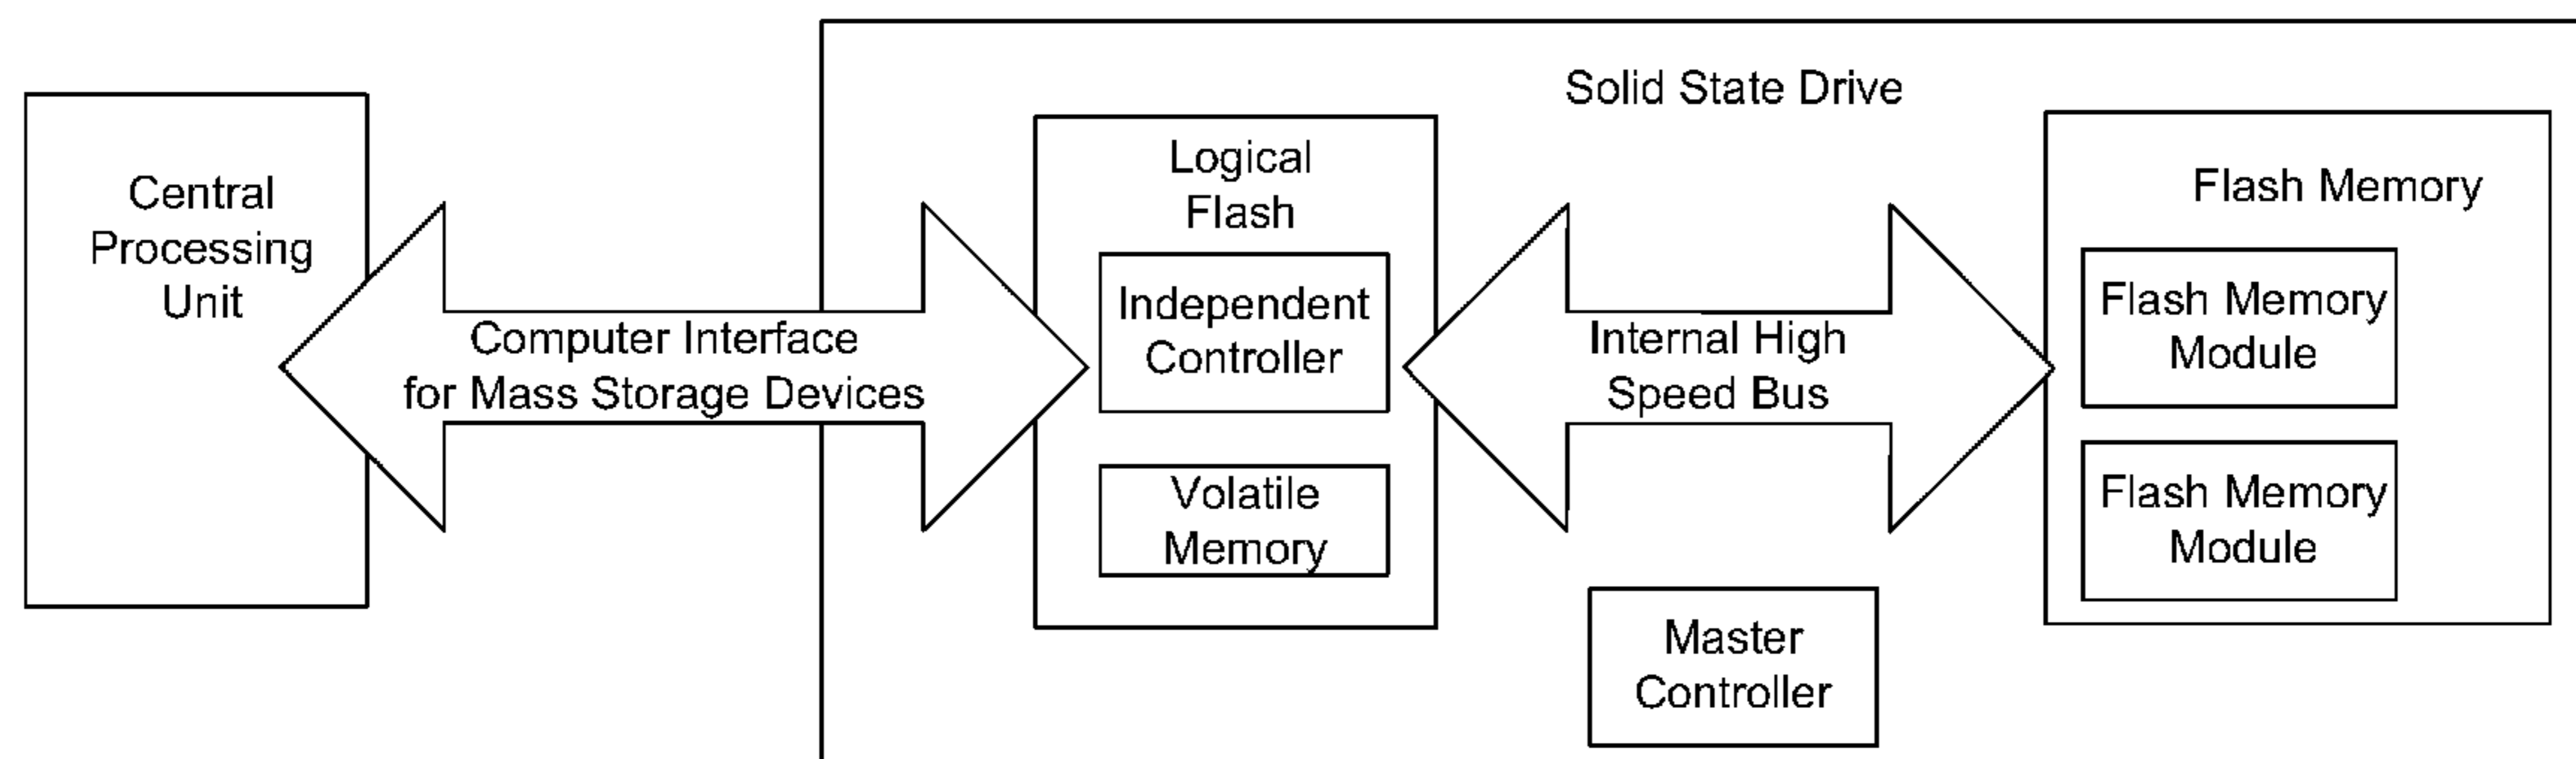 Solid State Drive
Central
Processing
Unit
Computer Interface
for Mass Storage Devices
Logical
Flash
Independent
Controller
Volatile
Memory
Internal High
Speed Bus
Master
Controller
Flash Memory
Flash Memory
Module
Flash Memory
Module